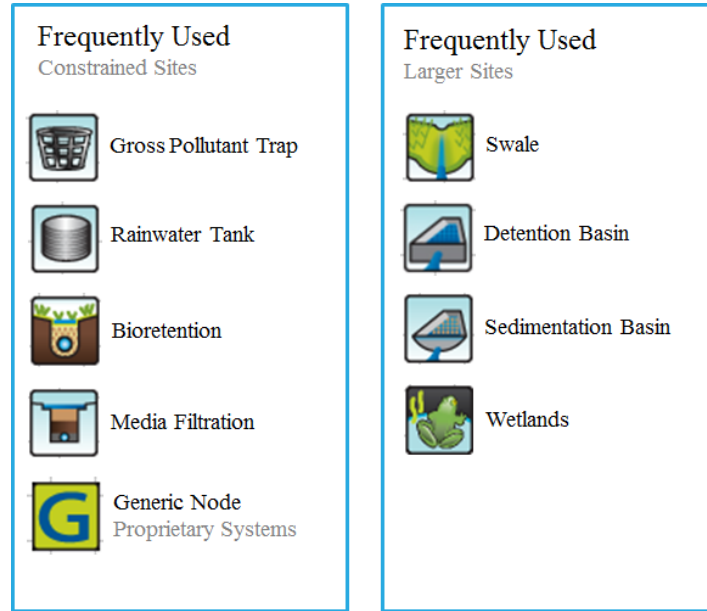 Frequently Used
Constrained Sites
Gross Pollutant Trap
Rainwater Tank
Bioretention
Media Filtration
G
Generic Node
Proprietary Systems
Frequently Used
Larger Sites
Swale
Detention Basin
Sedimentation Basin
Wetlands